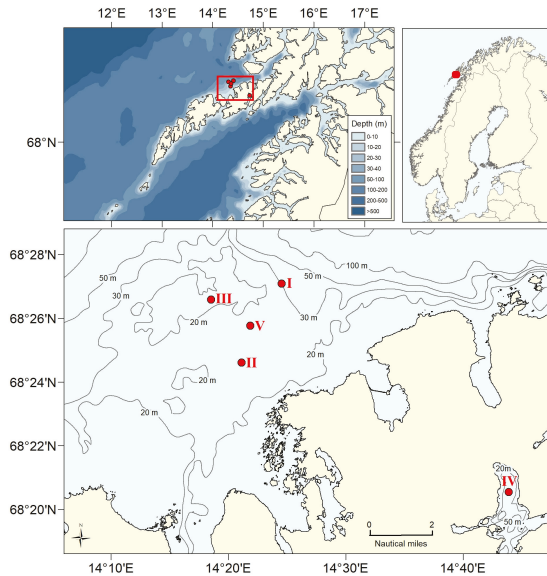 12°E 13°E 14°E 15°E 16°E 17°E
68°N
Depth (m)
0-10
10-20
20-30
30-40
50-100
100-200
200-500
>500
68°28'N
68°26'N
68°24'N
68°22'N
68°20'N
50 m
30 m
20 m
50 m
100 m
I
III
30 m
V
20 m
II
20 m
20 m
20m
IV
50 m
N
0 2
Nautical miles
14°10'E 14°20'E 14°30'E 14°40'E